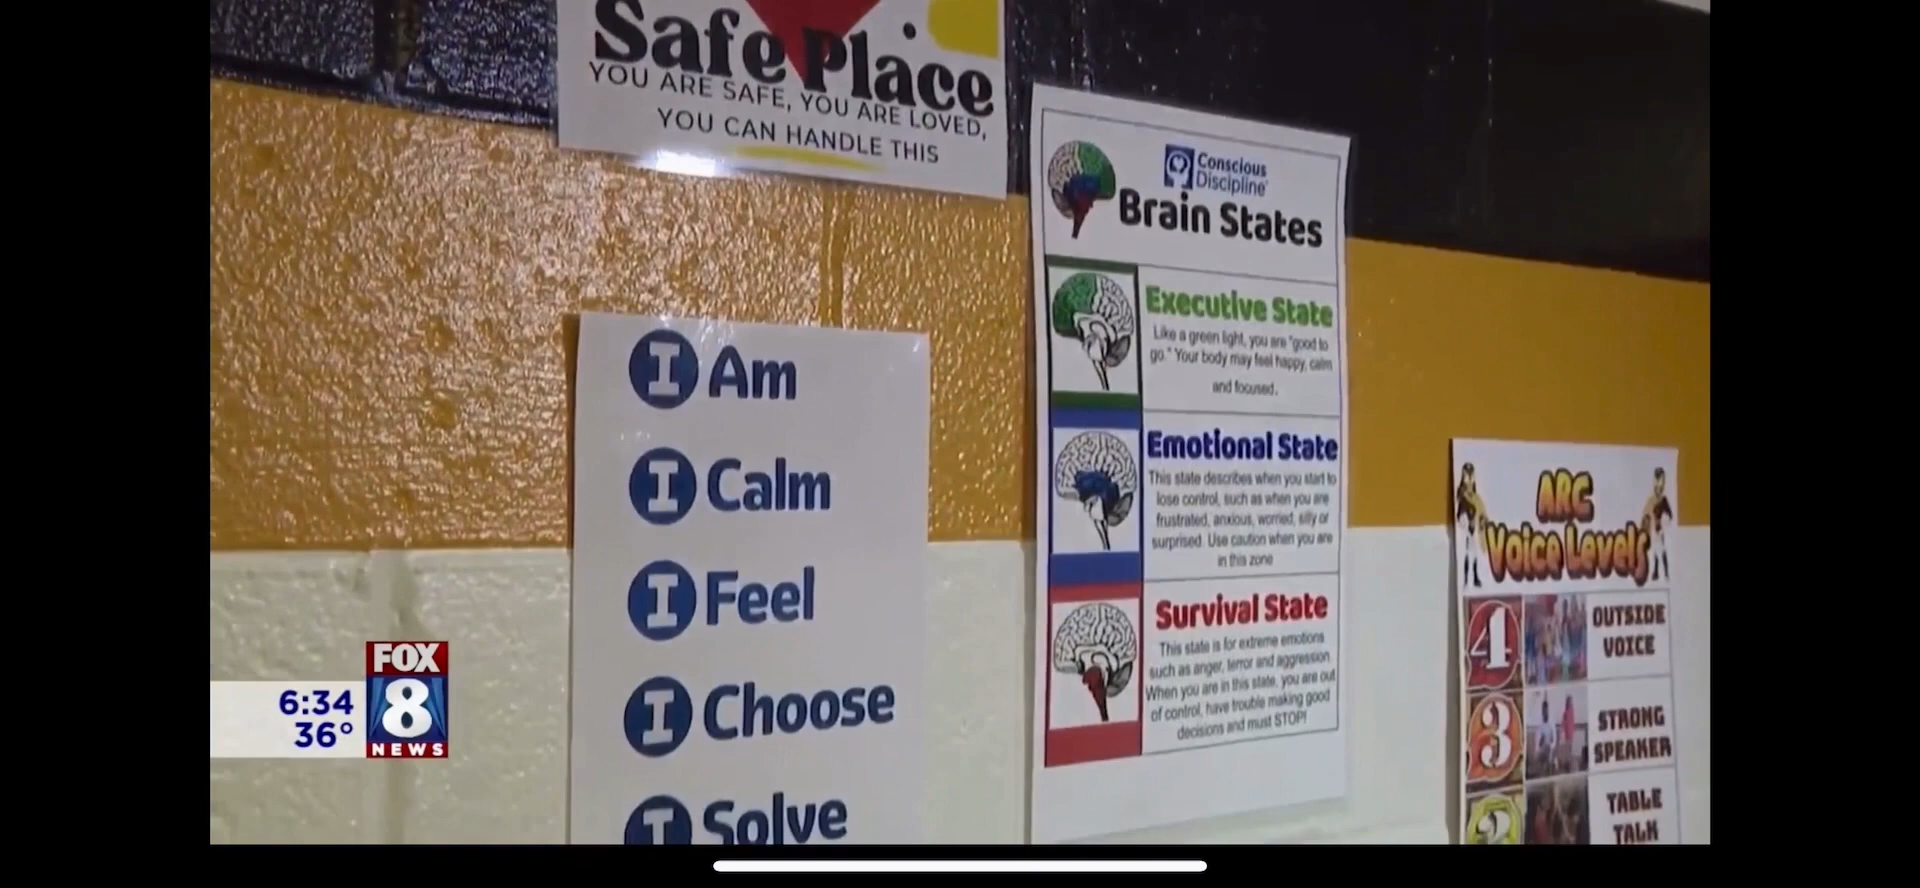 Safe Place
YOU ARE SAFE, YOU ARE LOVED,
YOU CAN HANDLE THIS
I Am
I Calm
I Feel
I Choose
I Solve
Conscious
Discipline®
Brain States
Executive State
Like a green light, you are "good to
go." Your body may feel happy, calm
and focused.
Emotional State
This state describes when you start to
lose control, such as when you are
frustrated, anxious, worried, silly or
surprised. Use caution when you are
in this zone
Survival State
This state is for extreme emotions
such as anger, terror and aggression.
When you are in this state, you are out
of control, have trouble making good
decisions and must STOP!
ARC
Voice Levels
4
OUTSIDE
VOICE
3
STRONG
SPEAKER
2
TABLE
TALK
6:34
36°
FOX
8
NEWS